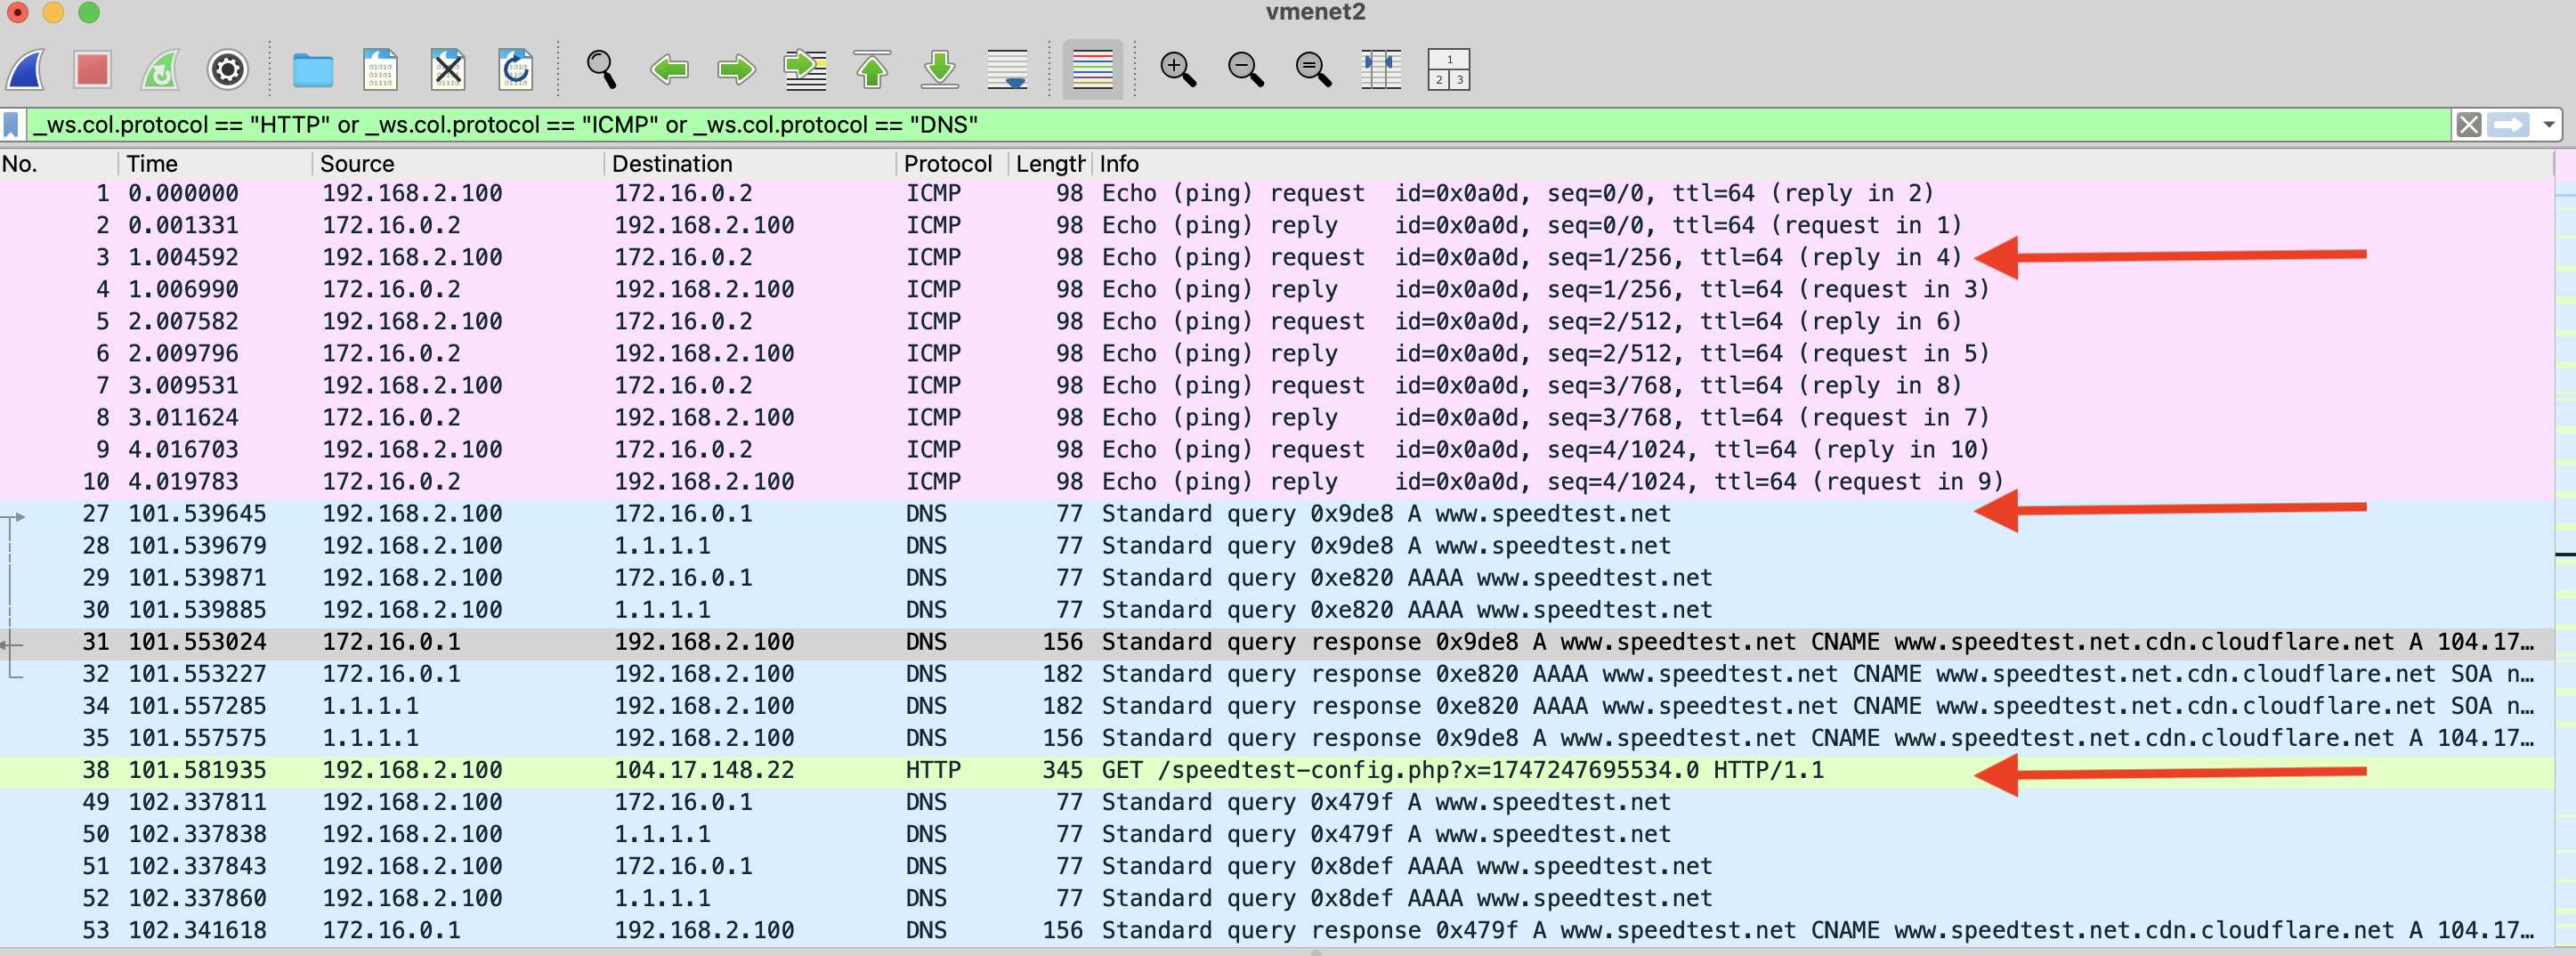 vmenet2
1
2 3
_ws.col.protocol == "HTTP" or _ws.col.protocol == "ICMP" or _ws.col.protocol == "DNS"
No. Time Source Destination Protocol Length Info
1 0.000000 192.168.2.100 172.16.0.2 ICMP 98 Echo (ping) request id=0x0a0d, seq=0/0, ttl=64 (reply in 2)
2 0.001331 172.16.0.2 192.168.2.100 ICMP 98 Echo (ping) reply id=0x0a0d, seq=0/0, ttl=64 (request in 1)
3 1.004592 192.168.2.100 172.16.0.2 ICMP 98 Echo (ping) request id=0x0a0d, seq=1/256, ttl=64 (reply in 4)
4 1.006990 172.16.0.2 192.168.2.100 ICMP 98 Echo (ping) reply id=0x0a0d, seq=1/256, ttl=64 (request in 3)
5 2.007582 192.168.2.100 172.16.0.2 ICMP 98 Echo (ping) request id=0x0a0d, seq=2/512, ttl=64 (reply in 6)
6 2.009796 172.16.0.2 192.168.2.100 ICMP 98 Echo (ping) reply id=0x0a0d, seq=2/512, ttl=64 (request in 5)
7 3.009531 192.168.2.100 172.16.0.2 ICMP 98 Echo (ping) request id=0x0a0d, seq=3/768, ttl=64 (reply in 8)
8 3.011624 172.16.0.2 192.168.2.100 ICMP 98 Echo (ping) reply id=0x0a0d, seq=3/768, ttl=64 (request in 7)
9 4.016703 192.168.2.100 172.16.0.2 ICMP 98 Echo (ping) request id=0x0a0d, seq=4/1024, ttl=64 (reply in 10)
10 4.019783 172.16.0.2 192.168.2.100 ICMP 98 Echo (ping) reply id=0x0a0d, seq=4/1024, ttl=64 (request in 9)
27 101.539645 192.168.2.100 172.16.0.1 DNS 77 Standard query 0x9de8 A www.speedtest.net
28 101.539679 192.168.2.100 1.1.1.1 DNS 77 Standard query 0x9de8 A www.speedtest.net
29 101.539871 192.168.2.100 172.16.0.1 DNS 77 Standard query 0xe820 AAAA www.speedtest.net
30 101.539885 192.168.2.100 1.1.1.1 DNS 77 Standard query 0xe820 AAAA www.speedtest.net
31 101.553024 172.16.0.1 192.168.2.100 DNS 156 Standard query response 0x9de8 A www.speedtest.net CNAME www.speedtest.net.cdn.cloudflare.net A 104.17…
32 101.553227 172.16.0.1 192.168.2.100 DNS 182 Standard query response 0xe820 AAAA www.speedtest.net CNAME www.speedtest.net.cdn.cloudflare.net SOA n…
34 101.557285 1.1.1.1 192.168.2.100 DNS 182 Standard query response 0xe820 AAAA www.speedtest.net CNAME www.speedtest.net.cdn.cloudflare.net SOA n…
35 101.557575 1.1.1.1 192.168.2.100 DNS 156 Standard query response 0x9de8 A www.speedtest.net CNAME www.speedtest.net.cdn.cloudflare.net A 104.17…
38 101.581935 192.168.2.100 104.17.148.22 HTTP 345 GET /speedtest-config.php?x=1747247695534.0 HTTP/1.1
49 102.337811 192.168.2.100 172.16.0.1 DNS 77 Standard query 0x479f A www.speedtest.net
50 102.337838 192.168.2.100 1.1.1.1 DNS 77 Standard query 0x479f A www.speedtest.net
51 102.337843 192.168.2.100 172.16.0.1 DNS 77 Standard query 0x8def AAAA www.speedtest.net
52 102.337860 192.168.2.100 1.1.1.1 DNS 77 Standard query 0x8def AAAA www.speedtest.net
53 102.341618 172.16.0.1 192.168.2.100 DNS 156 Standard query response 0x479f A www.speedtest.net CNAME www.speedtest.net.cdn.cloudflare.net A 104.17…